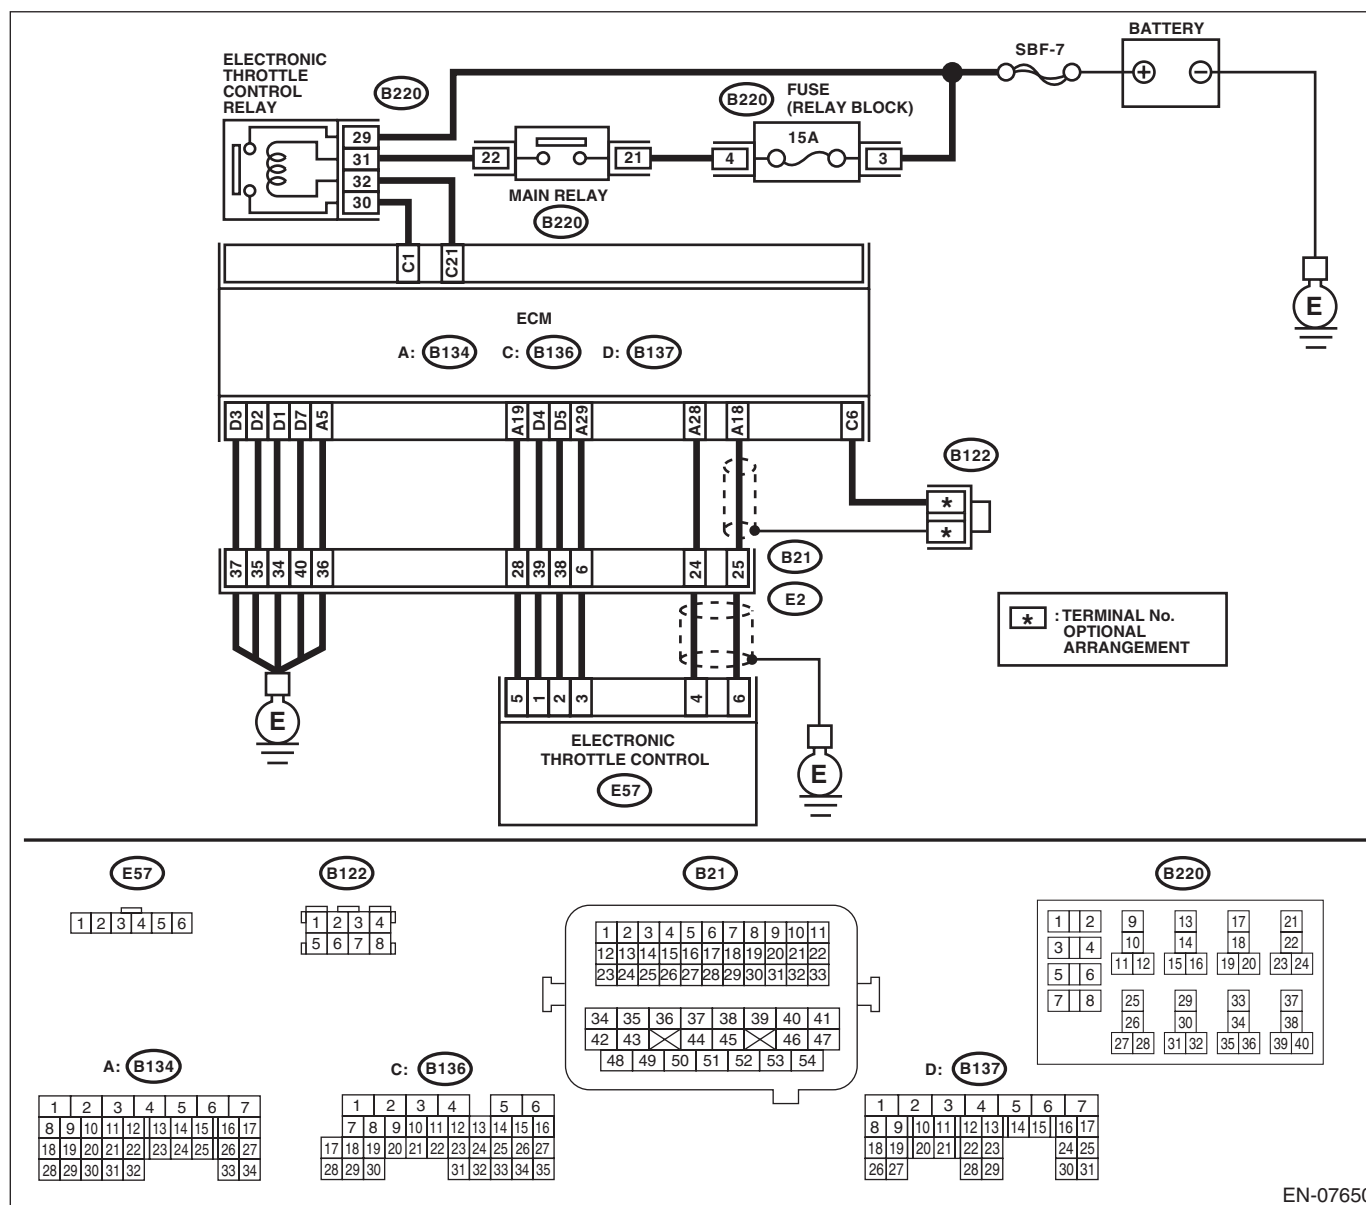 BATTERY
SBF-7
ELECTRONIC
THROTTLE
CONTROL
RELAY
B220
B220
FUSE
(RELAY BLOCK)
15A
29
31
32
30
22
21
4
3
MAIN RELAY
B220
C1
C21
E
ECM
A: B134 C: B136 D: B137
D3 D2 D1 D7 A5 A19 D4 D5 A29 A28 A18 C6
B122
*
*
B21
E2
37 35 34 40 36 28 39 38 6 24 25
* : TERMINAL No.
OPTIONAL
ARRANGEMENT
5 1 2 3 4 6
E
ELECTRONIC
THROTTLE CONTROL
E57
E
E57
1 2 3 4 5 6
B122
1 2 3 4
5 6 7 8
B21
1 2 3 4 5 6 7 8 9 10 11
12 13 14 15 16 17 18 19 20 21 22
23 24 25 26 27 28 29 30 31 32 33
34 35 36 37 38 39 40 41
42 43 44 45 46 47
48 49 50 51 52 53 54
B220
1 2 9 13 17 21
3 4 10 14 18 22
11 12 15 16 19 20 23 24
5 6
7 8 25 29 33 37
26 30 34 38
27 28 31 32 35 36 39 40
A: B134
1 2 3 4 5 6 7
8 9 10 11 12 13 14 15 16 17
18 19 20 21 22 23 24 25 26 27
28 29 30 31 32 33 34
C: B136
1 2 3 4 5 6
7 8 9 10 11 12 13 14 15 16
17 18 19 20 21 22 23 24 25 26 27
28 29 30 31 32 33 34 35
D: B137
1 2 3 4 5 6 7
8 9 10 11 12 13 14 15 16 17
18 19 20 21 22 23 24 25
26 27 28 29 30 31
EN-07650